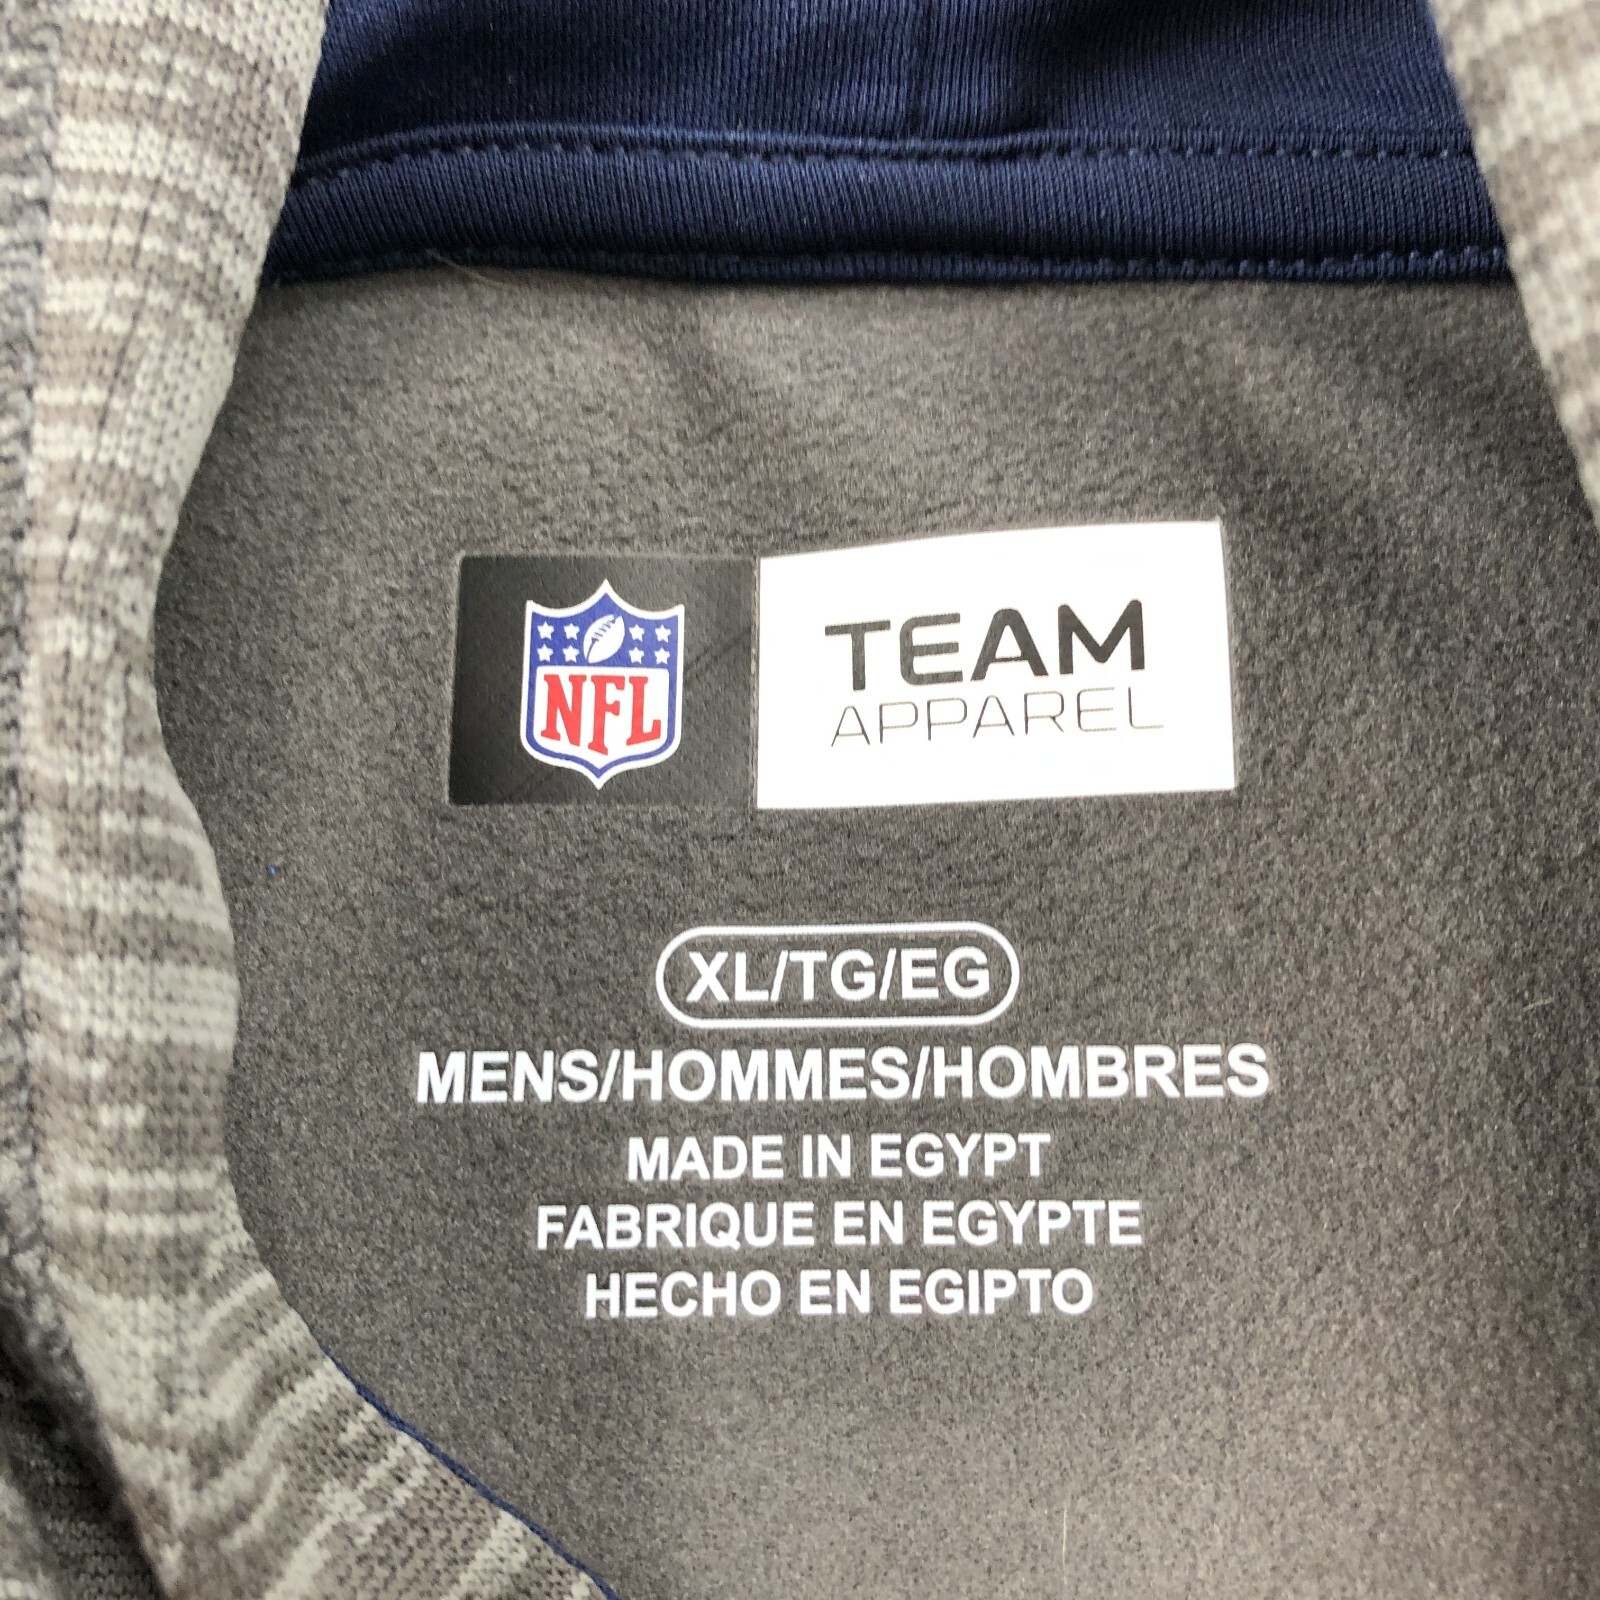 NFL
TEAM
APPAREL
XL/TG/EG
MENS/HOMMES/HOMBRES
MADE IN EGYPT
FABRIQUE EN EGYPTE
HECHO EN EGIPTO